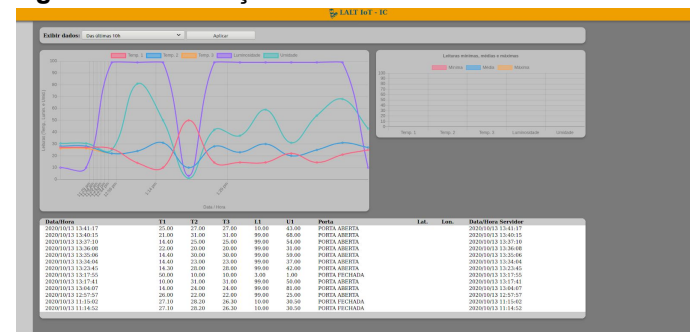 LALT IoT - IC
Exibir dados: Das últimas 10h Aplicar
Temp. 1 Temp. 2 Temp. 3 Luminosidade Umidade
Leituras mínimas, médias e máximas
Mínima Média Máxima
Temp. 1 Temp. 2 Temp. 3 Luminosidade Umidade
Data / Hora
Data/Hora T1 T2 T3 L1 U1 Porta Lat. Lon. Data/Hora Servidor
2020/10/13 13:41:17 25.00 27.00 27.00 10.00 43.00 PORTA ABERTA 2020/10/13 13:41:17
2020/10/13 13:40:15 21.00 31.00 31.00 99.00 68.00 PORTA ABERTA 2020/10/13 13:40:15
2020/10/13 13:37:10 14.40 25.00 25.00 99.00 54.00 PORTA ABERTA 2020/10/13 13:37:10
2020/10/13 13:36:08 22.00 20.00 20.00 99.00 31.00 PORTA ABERTA 2020/10/13 13:36:08
2020/10/13 13:35:06 14.40 30.00 30.00 99.00 59.00 PORTA ABERTA 2020/10/13 13:35:06
2020/10/13 13:34:04 14.40 23.00 23.00 99.00 37.00 PORTA ABERTA 2020/10/13 13:34:04
2020/10/13 13:23:45 14.30 28.00 28.00 99.00 42.00 PORTA ABERTA 2020/10/13 13:23:45
2020/10/13 13:17:55 50.00 10.00 10.00 3.00 1.00 PORTA FECHADA 2020/10/13 13:17:55
2020/10/13 13:17:41 10.00 31.00 31.00 99.00 50.00 PORTA ABERTA 2020/10/13 13:17:41
2020/10/13 13:04:07 14.00 24.00 24.00 99.00 81.00 PORTA ABERTA 2020/10/13 13:04:07
2020/10/13 12:57:57 26.00 22.00 22.00 99.00 25.00 PORTA ABERTA 2020/10/13 12:57:57
2020/10/13 11:15:02 27.10 28.20 26.30 10.00 30.50 PORTA FECHADA 2020/10/13 11:15:02
2020/10/13 11:14:52 27.10 28.20 26.30 10.00 30.50 PORTA FECHADA 2020/10/13 11:14:52